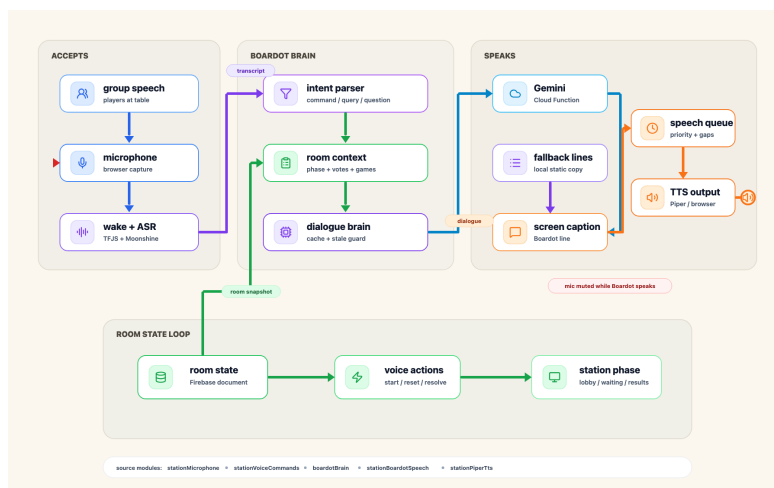 ACCEPTS
group speech
players at table
microphone
browser capture
wake + ASR
TFJS + Moonshine
transcript
BOARDOT BRAIN
intent parser
command / query / question
room context
phase + votes + games
dialogue brain
cache + stale guard
SPEAKS
Gemini
Cloud Function
fallback lines
local static copy
dialogue
screen caption
Boardot line
speech queue
priority + gaps
TTS output
Piper / browser
mic muted while Boardot speaks
room snapshot
ROOM STATE LOOP
room state
Firebase document
voice actions
start / reset / resolve
station phase
lobby / waiting / results
source modules: stationMicrophone • stationVoiceCommands • boardotBrain • stationBoardotSpeech • stationPiperTts